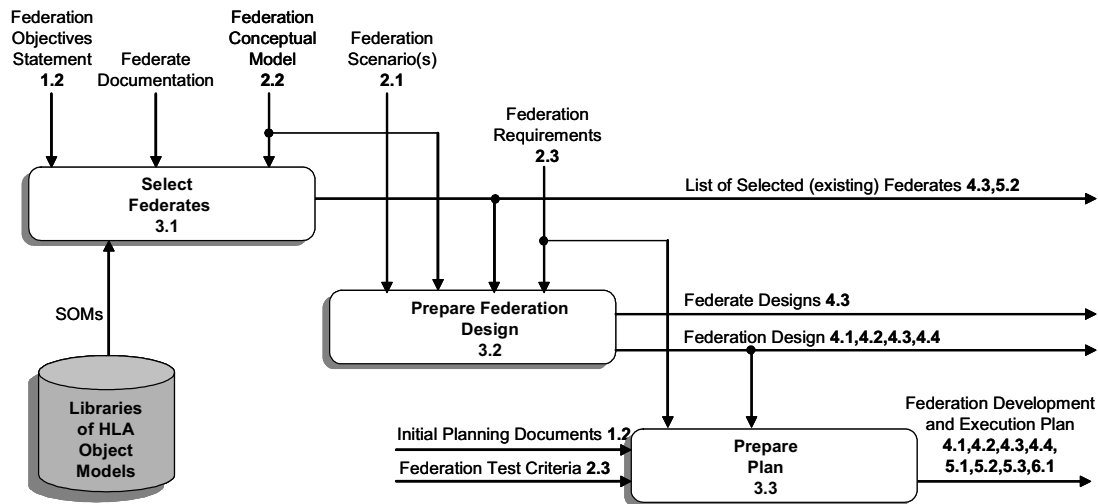 Federation
Objectives
Statement
1.2
Federate
Documentation
Federation
Conceptual
Model
2.2
Federation
Scenario(s)
2.1
Federation
Requirements
2.3
Select
Federates
3.1
List of Selected (existing) Federates 4.3,5.2
SOMs
Libraries
of HLA
Object
Models
Prepare Federation
Design
3.2
Federate Designs 4.3
Federation Design 4.1,4.2,4.3,4.4
Initial Planning Documents 1.2
Federation Test Criteria 2.3
Prepare
Plan
3.3
Federation Development
and Execution Plan
4.1,4.2,4.3,4.4,
5.1,5.2,5.3,6.1